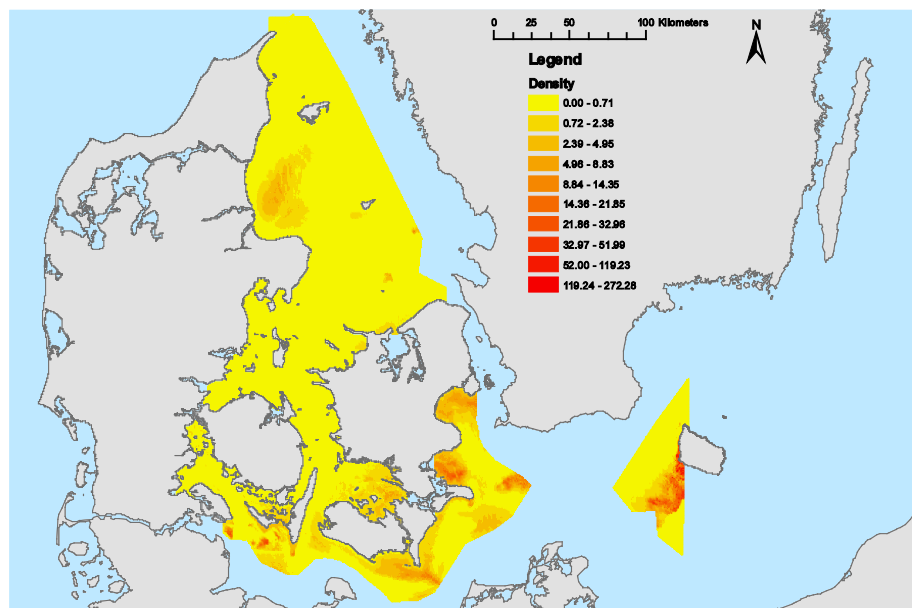 0 25 50 100 Kilometers
N
Legend
Density
0.00 - 0.71
0.72 - 2.38
2.39 - 4.95
4.96 - 8.83
8.84 - 14.35
14.36 - 21.85
21.86 - 32.96
32.97 - 51.99
52.00 - 119.23
119.24 - 272.28